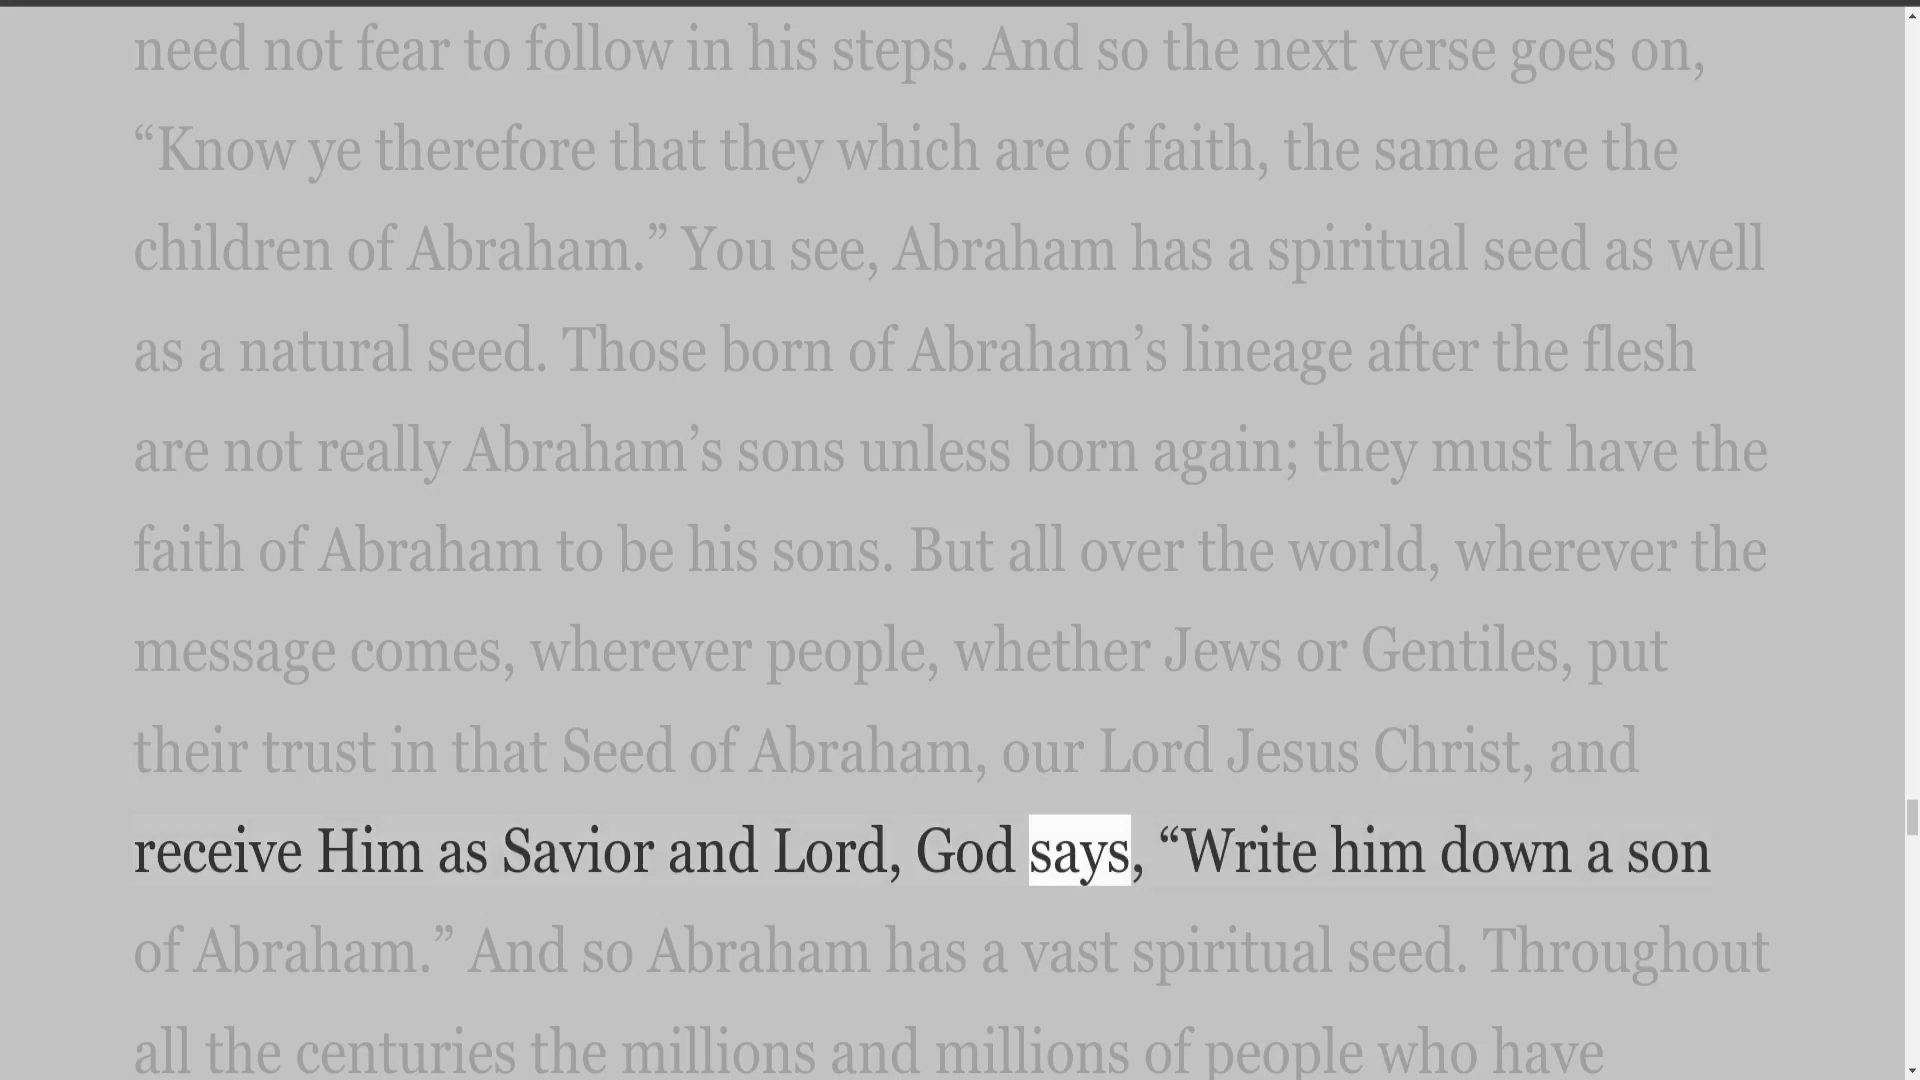 need not fear to follow in his steps. And so the next verse goes on,
“Know ye therefore that they which are of faith, the same are the
children of Abraham.” You see, Abraham has a spiritual seed as well
as a natural seed. Those born of Abraham’s lineage after the flesh
are not really Abraham’s sons unless born again; they must have the
faith of Abraham to be his sons. But all over the world, wherever the
message comes, wherever people, whether Jews or Gentiles, put
their trust in that Seed of Abraham, our Lord Jesus Christ, and
receive Him as Savior and Lord, God says, “Write him down a son
of Abraham.” And so Abraham has a vast spiritual seed. Throughout
all the centuries the millions and millions of people who have